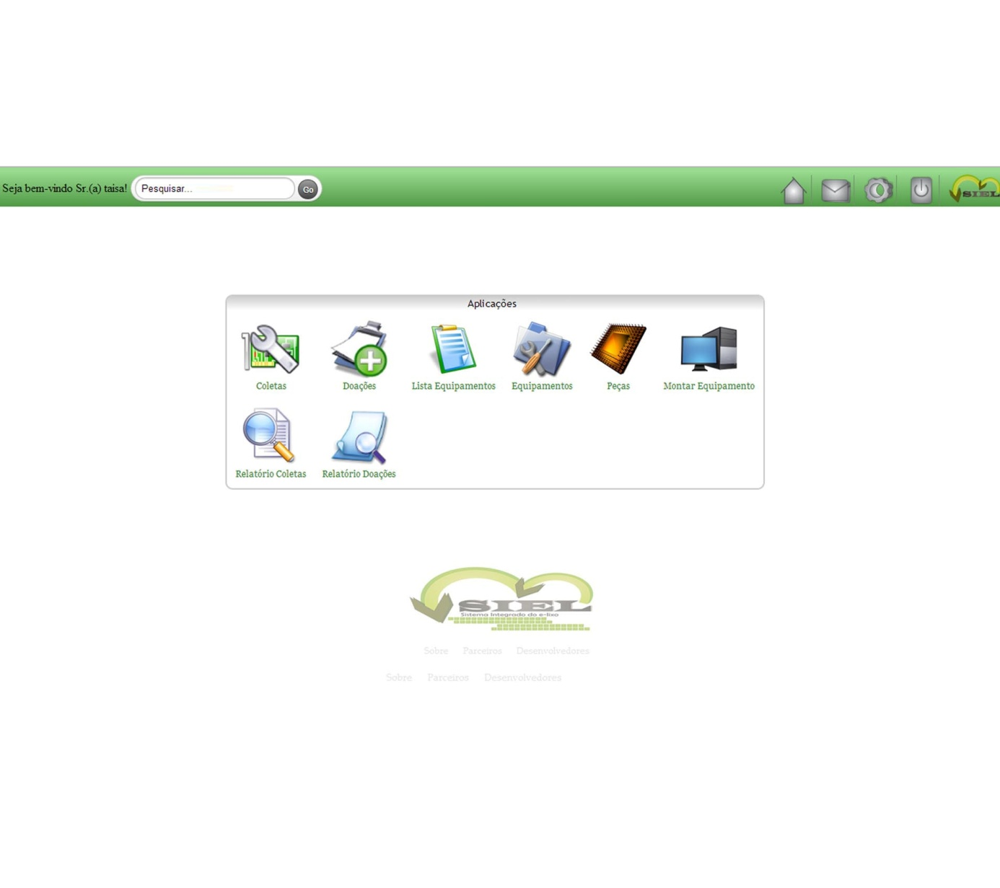 Seja bem-vindo Sr.(a) taisa! Pesquisar... Go SIEL
Aplicações
Coletas Doações Lista Equipamentos Equipamentos Peças Montar Equipamento
Relatório Coletas Relatório Doações
SIEL
Sistema Integrado do e-lixo
Sobre Parceiros Desenvolvedores
Sobre Parceiros Desenvolvedores